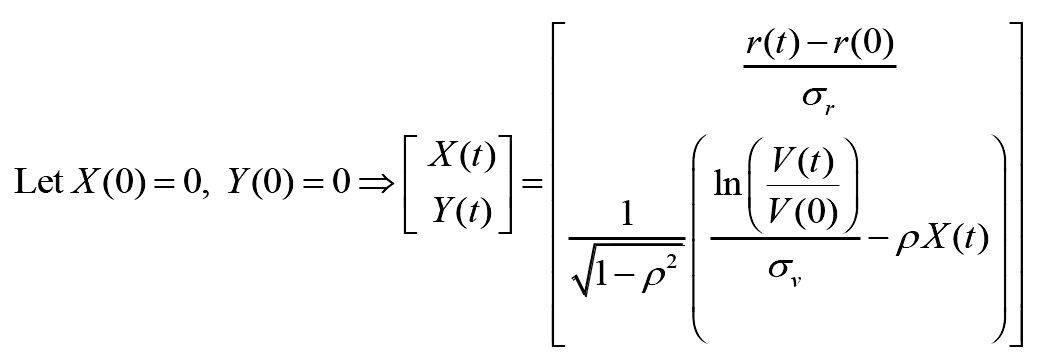 Let X(0) = 0, Y(0) = 0 ⇒ [X(t) Y(t)] = [(r(t) − r(0))/σ_r
1/√(1 − ρ²) (ln(V(t)/V(0))/σ_v − ρX(t))]